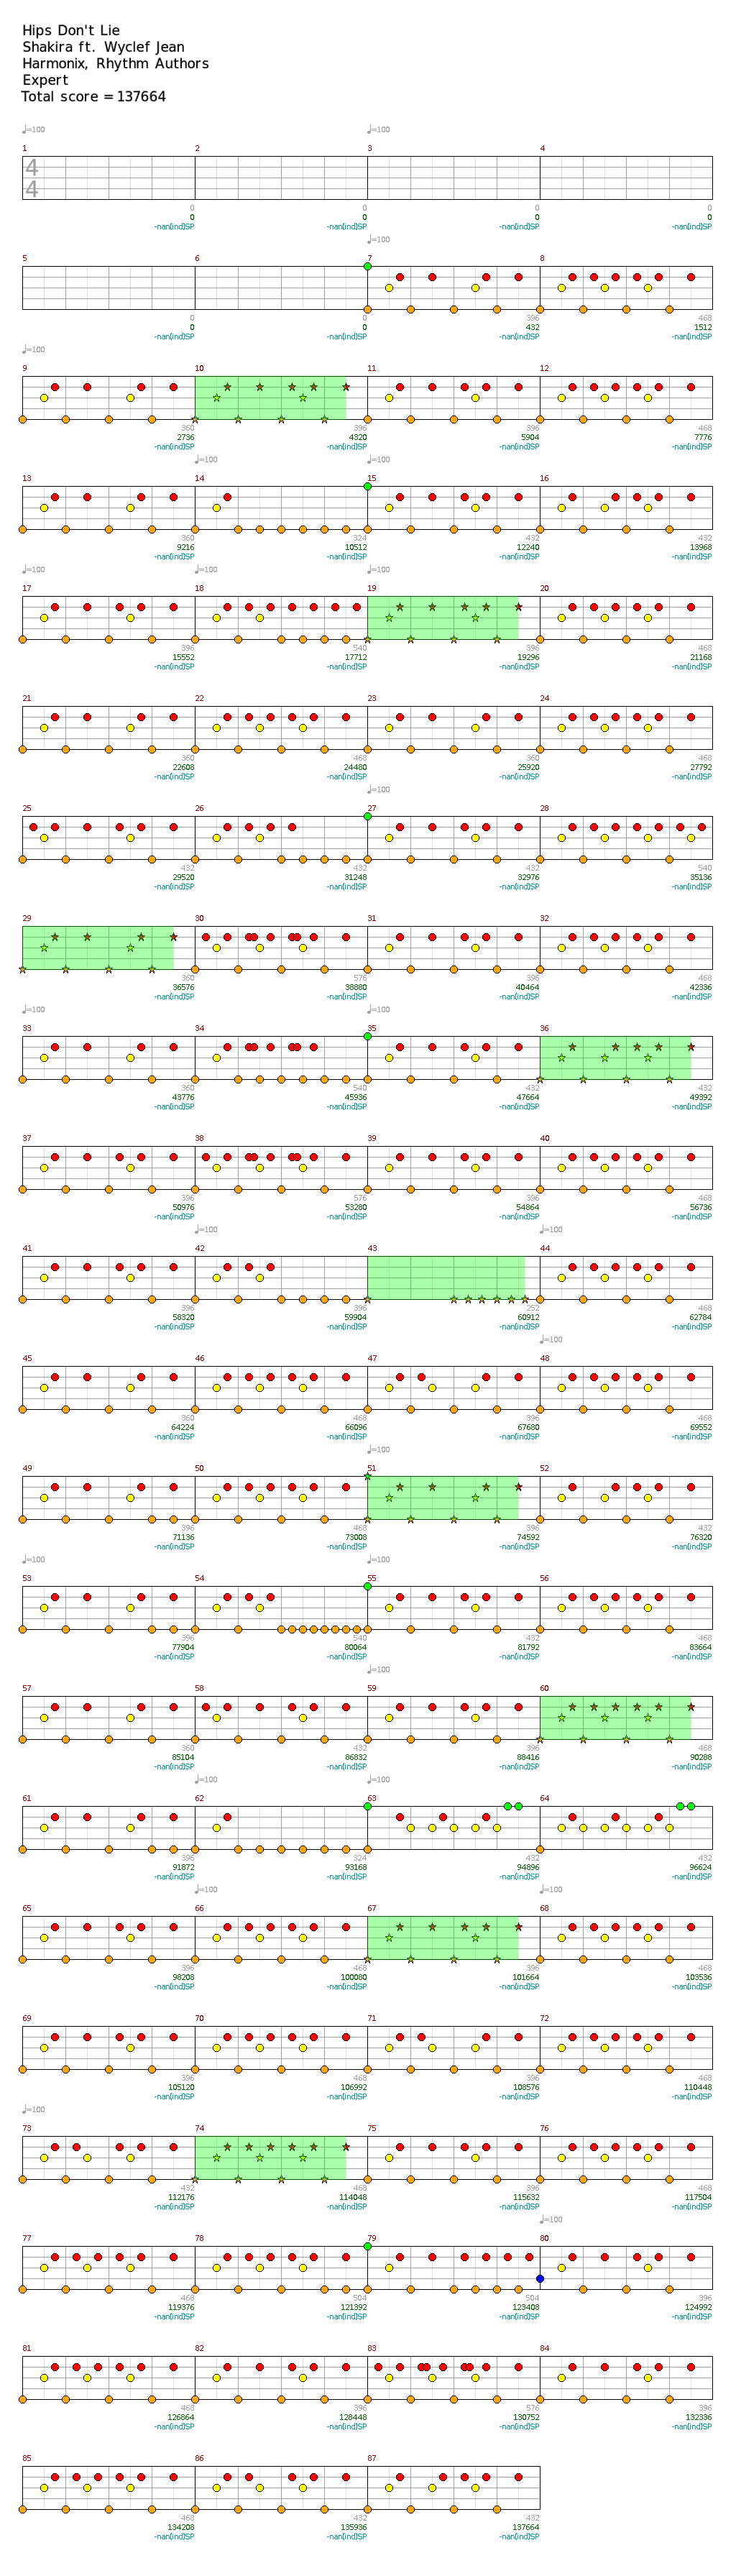 Hips Don't Lie
Shakira ft. Wyclef Jean
Harmonix, Rhythm Authors
Expert
Total score = 137664
♩=100 ♩=100
1 2 3 4
4
4
0 0 0 0
0 0 0 0
-nan(ind)SP -nan(ind)SP -nan(ind)SP -nan(ind)SP
♩=100
5 6 7 8
0 0 396 468
0 0 432 1512
-nan(ind)SP -nan(ind)SP -nan(ind)SP -nan(ind)SP
♩=100
9 10 11 12
360 396 396 468
2736 4320 5904 7776
-nan(ind)SP -nan(ind)SP -nan(ind)SP -nan(ind)SP
♩=100 ♩=100
13 14 15 16
360 324 432 432
9216 10512 12240 13968
-nan(ind)SP -nan(ind)SP -nan(ind)SP -nan(ind)SP
♩=100 ♩=100 ♩=100
17 18 19 20
396 540 396 468
15552 17712 19296 21168
-nan(ind)SP -nan(ind)SP -nan(ind)SP -nan(ind)SP
21 22 23 24
360 468 360 468
22608 24480 25920 27792
-nan(ind)SP -nan(ind)SP -nan(ind)SP -nan(ind)SP
♩=100
25 26 27 28
432 432 432 540
29520 31248 32976 35136
-nan(ind)SP -nan(ind)SP -nan(ind)SP -nan(ind)SP
29 30 31 32
360 576 396 468
36576 38880 40464 42336
-nan(ind)SP -nan(ind)SP -nan(ind)SP -nan(ind)SP
♩=100 ♩=100
33 34 35 36
360 540 432 432
43776 45936 47664 49392
-nan(ind)SP -nan(ind)SP -nan(ind)SP -nan(ind)SP
37 38 39 40
396 576 396 468
50976 53280 54864 56736
-nan(ind)SP -nan(ind)SP -nan(ind)SP -nan(ind)SP
♩=100 ♩=100
41 42 43 44
396 396 252 468
58320 59904 60912 62784
-nan(ind)SP -nan(ind)SP -nan(ind)SP -nan(ind)SP
♩=100
45 46 47 48
360 468 396 468
64224 66096 67680 69552
-nan(ind)SP -nan(ind)SP -nan(ind)SP -nan(ind)SP
♩=100
49 50 51 52
396 468 396 432
71136 73008 74592 76320
-nan(ind)SP -nan(ind)SP -nan(ind)SP -nan(ind)SP
♩=100 ♩=100
53 54 55 56
396 540 432 468
77904 80064 81792 83664
-nan(ind)SP -nan(ind)SP -nan(ind)SP -nan(ind)SP
♩=100
57 58 59 60
360 432 396 468
85104 86832 88416 90288
-nan(ind)SP -nan(ind)SP -nan(ind)SP -nan(ind)SP
♩=100 ♩=100
61 62 63 64
396 324 432 432
91872 93168 94896 96624
-nan(ind)SP -nan(ind)SP -nan(ind)SP -nan(ind)SP
♩=100 ♩=100
65 66 67 68
396 468 396 468
98208 100080 101664 103536
-nan(ind)SP -nan(ind)SP -nan(ind)SP -nan(ind)SP
69 70 71 72
396 468 396 468
105120 106992 108576 110448
-nan(ind)SP -nan(ind)SP -nan(ind)SP -nan(ind)SP
♩=100
73 74 75 76
432 468 396 468
112176 114048 115632 117504
-nan(ind)SP -nan(ind)SP -nan(ind)SP -nan(ind)SP
♩=100
77 78 79 80
468 504 504 396
119376 121392 123408 124992
-nan(ind)SP -nan(ind)SP -nan(ind)SP -nan(ind)SP
81 82 83 84
468 396 576 396
126864 128448 130752 132336
-nan(ind)SP -nan(ind)SP -nan(ind)SP -nan(ind)SP
85 86 87
468 432 432
134208 135936 137664
-nan(ind)SP -nan(ind)SP -nan(ind)SP